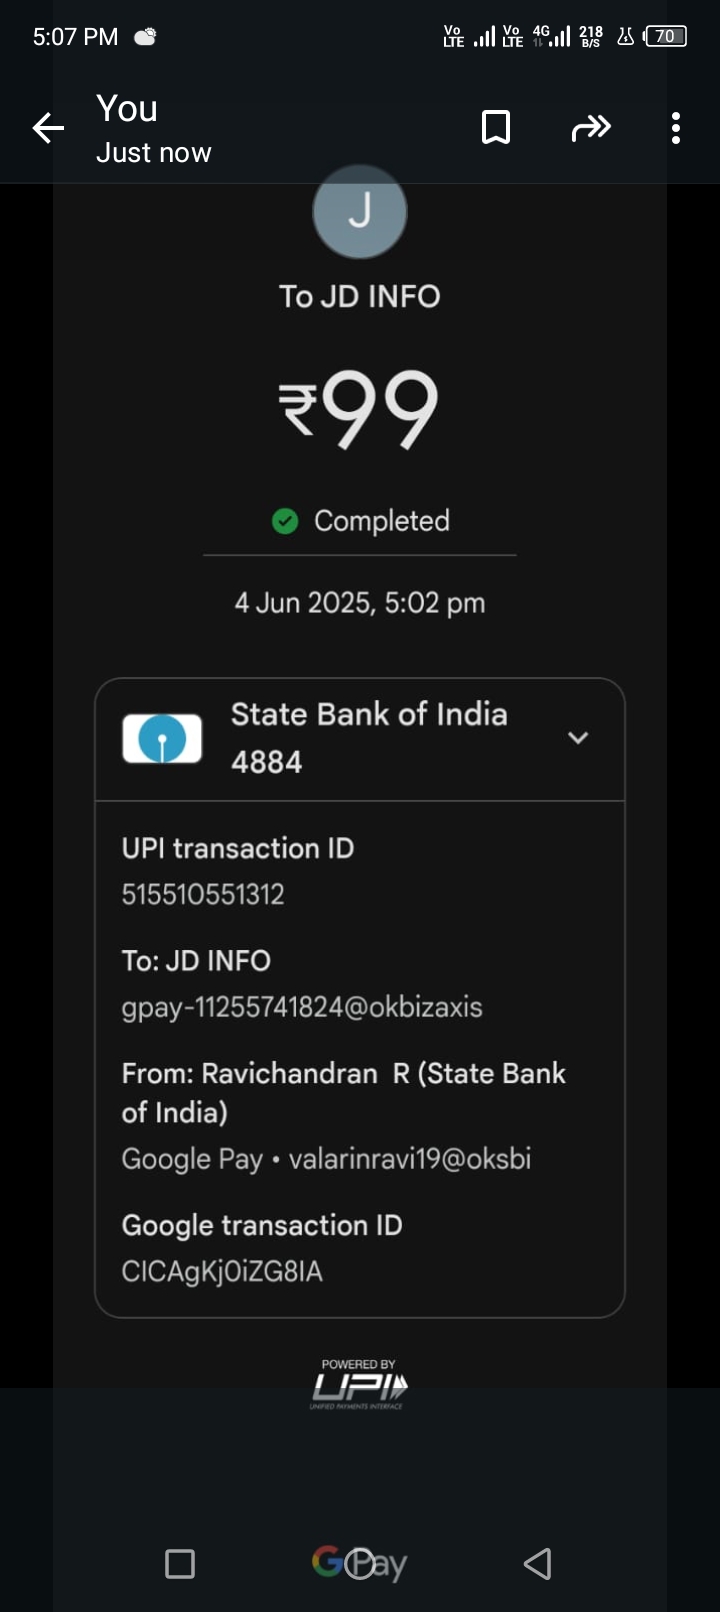 5:07 PM
Vo LTE Vo LTE 4G 218 B/S 70
You
Just now
J
To JD INFO
₹99
Completed
4 Jun 2025, 5:02 pm
State Bank of India
4884
UPI transaction ID
515510551312
To: JD INFO
gpay-11255741824@okbizaxis
From: Ravichandran R (State Bank
of India)
Google Pay • valarinravi19@oksbi
Google transaction ID
CICAgKj0iZG8IA
POWERED BY
UPI
UNIFIED PAYMENTS INTERFACE
G Pay